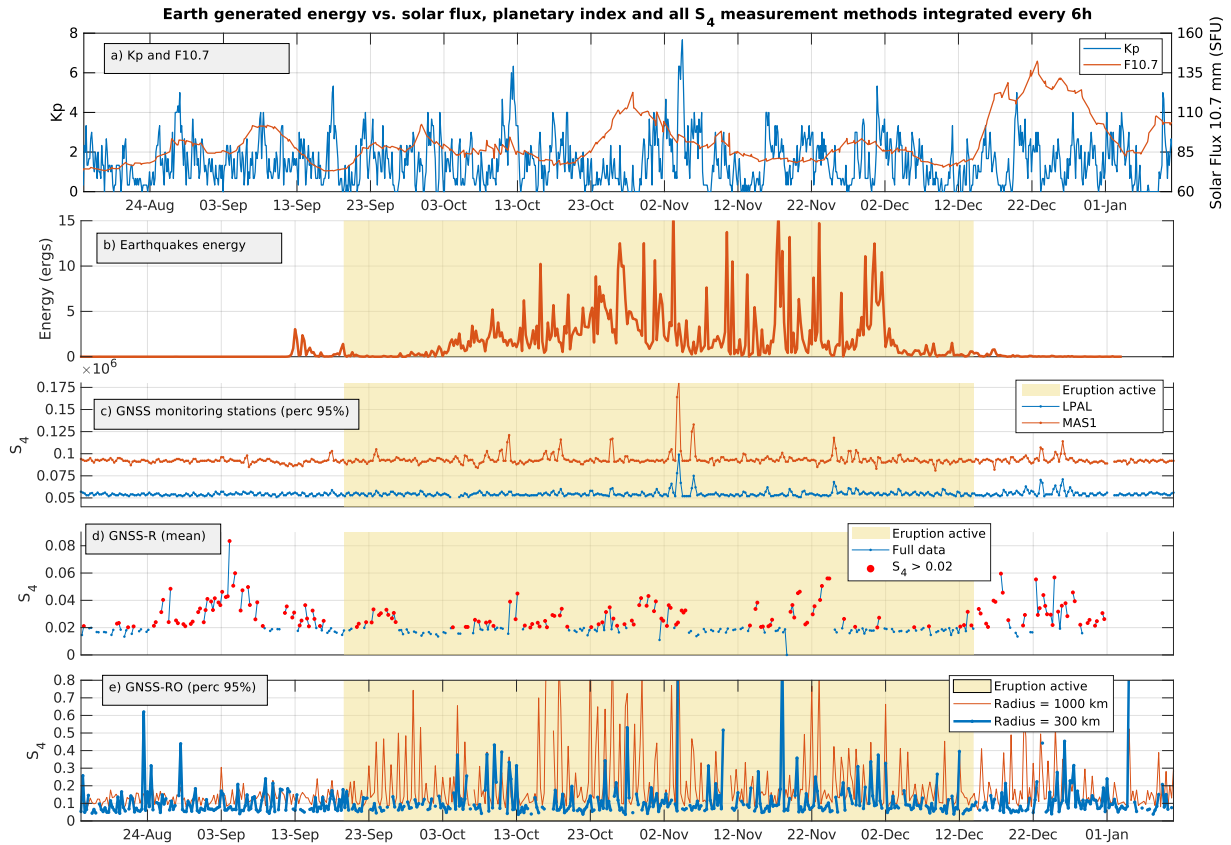 Earth generated energy vs. solar flux, planetary index and all S4 measurement methods integrated every 6h
a) Kp and F10.7
Kp
F10.7
8
6
4
2
0
Kp
160
135
110
85
60
Solar Flux 10.7 mm (SFU)
24-Aug 03-Sep 13-Sep 23-Sep 03-Oct 13-Oct 23-Oct 02-Nov 12-Nov 22-Nov 02-Dec 12-Dec 22-Dec 01-Jan
b) Earthquakes energy
15
10
5
0
Energy (ergs)
×10^6
c) GNSS monitoring stations (perc 95%)
Eruption active
LPAL
MAS1
0.175
0.15
0.125
0.1
0.075
0.05
S4
d) GNSS-R (mean)
Eruption active
Full data
S4 > 0.02
0.08
0.06
0.04
0.02
0
S4
e) GNSS-RO (perc 95%)
Eruption active
Radius = 1000 km
Radius = 300 km
0.8
0.7
0.6
0.5
0.4
0.3
0.2
0.1
0
S4
24-Aug 03-Sep 13-Sep 23-Sep 03-Oct 13-Oct 23-Oct 02-Nov 12-Nov 22-Nov 02-Dec 12-Dec 22-Dec 01-Jan